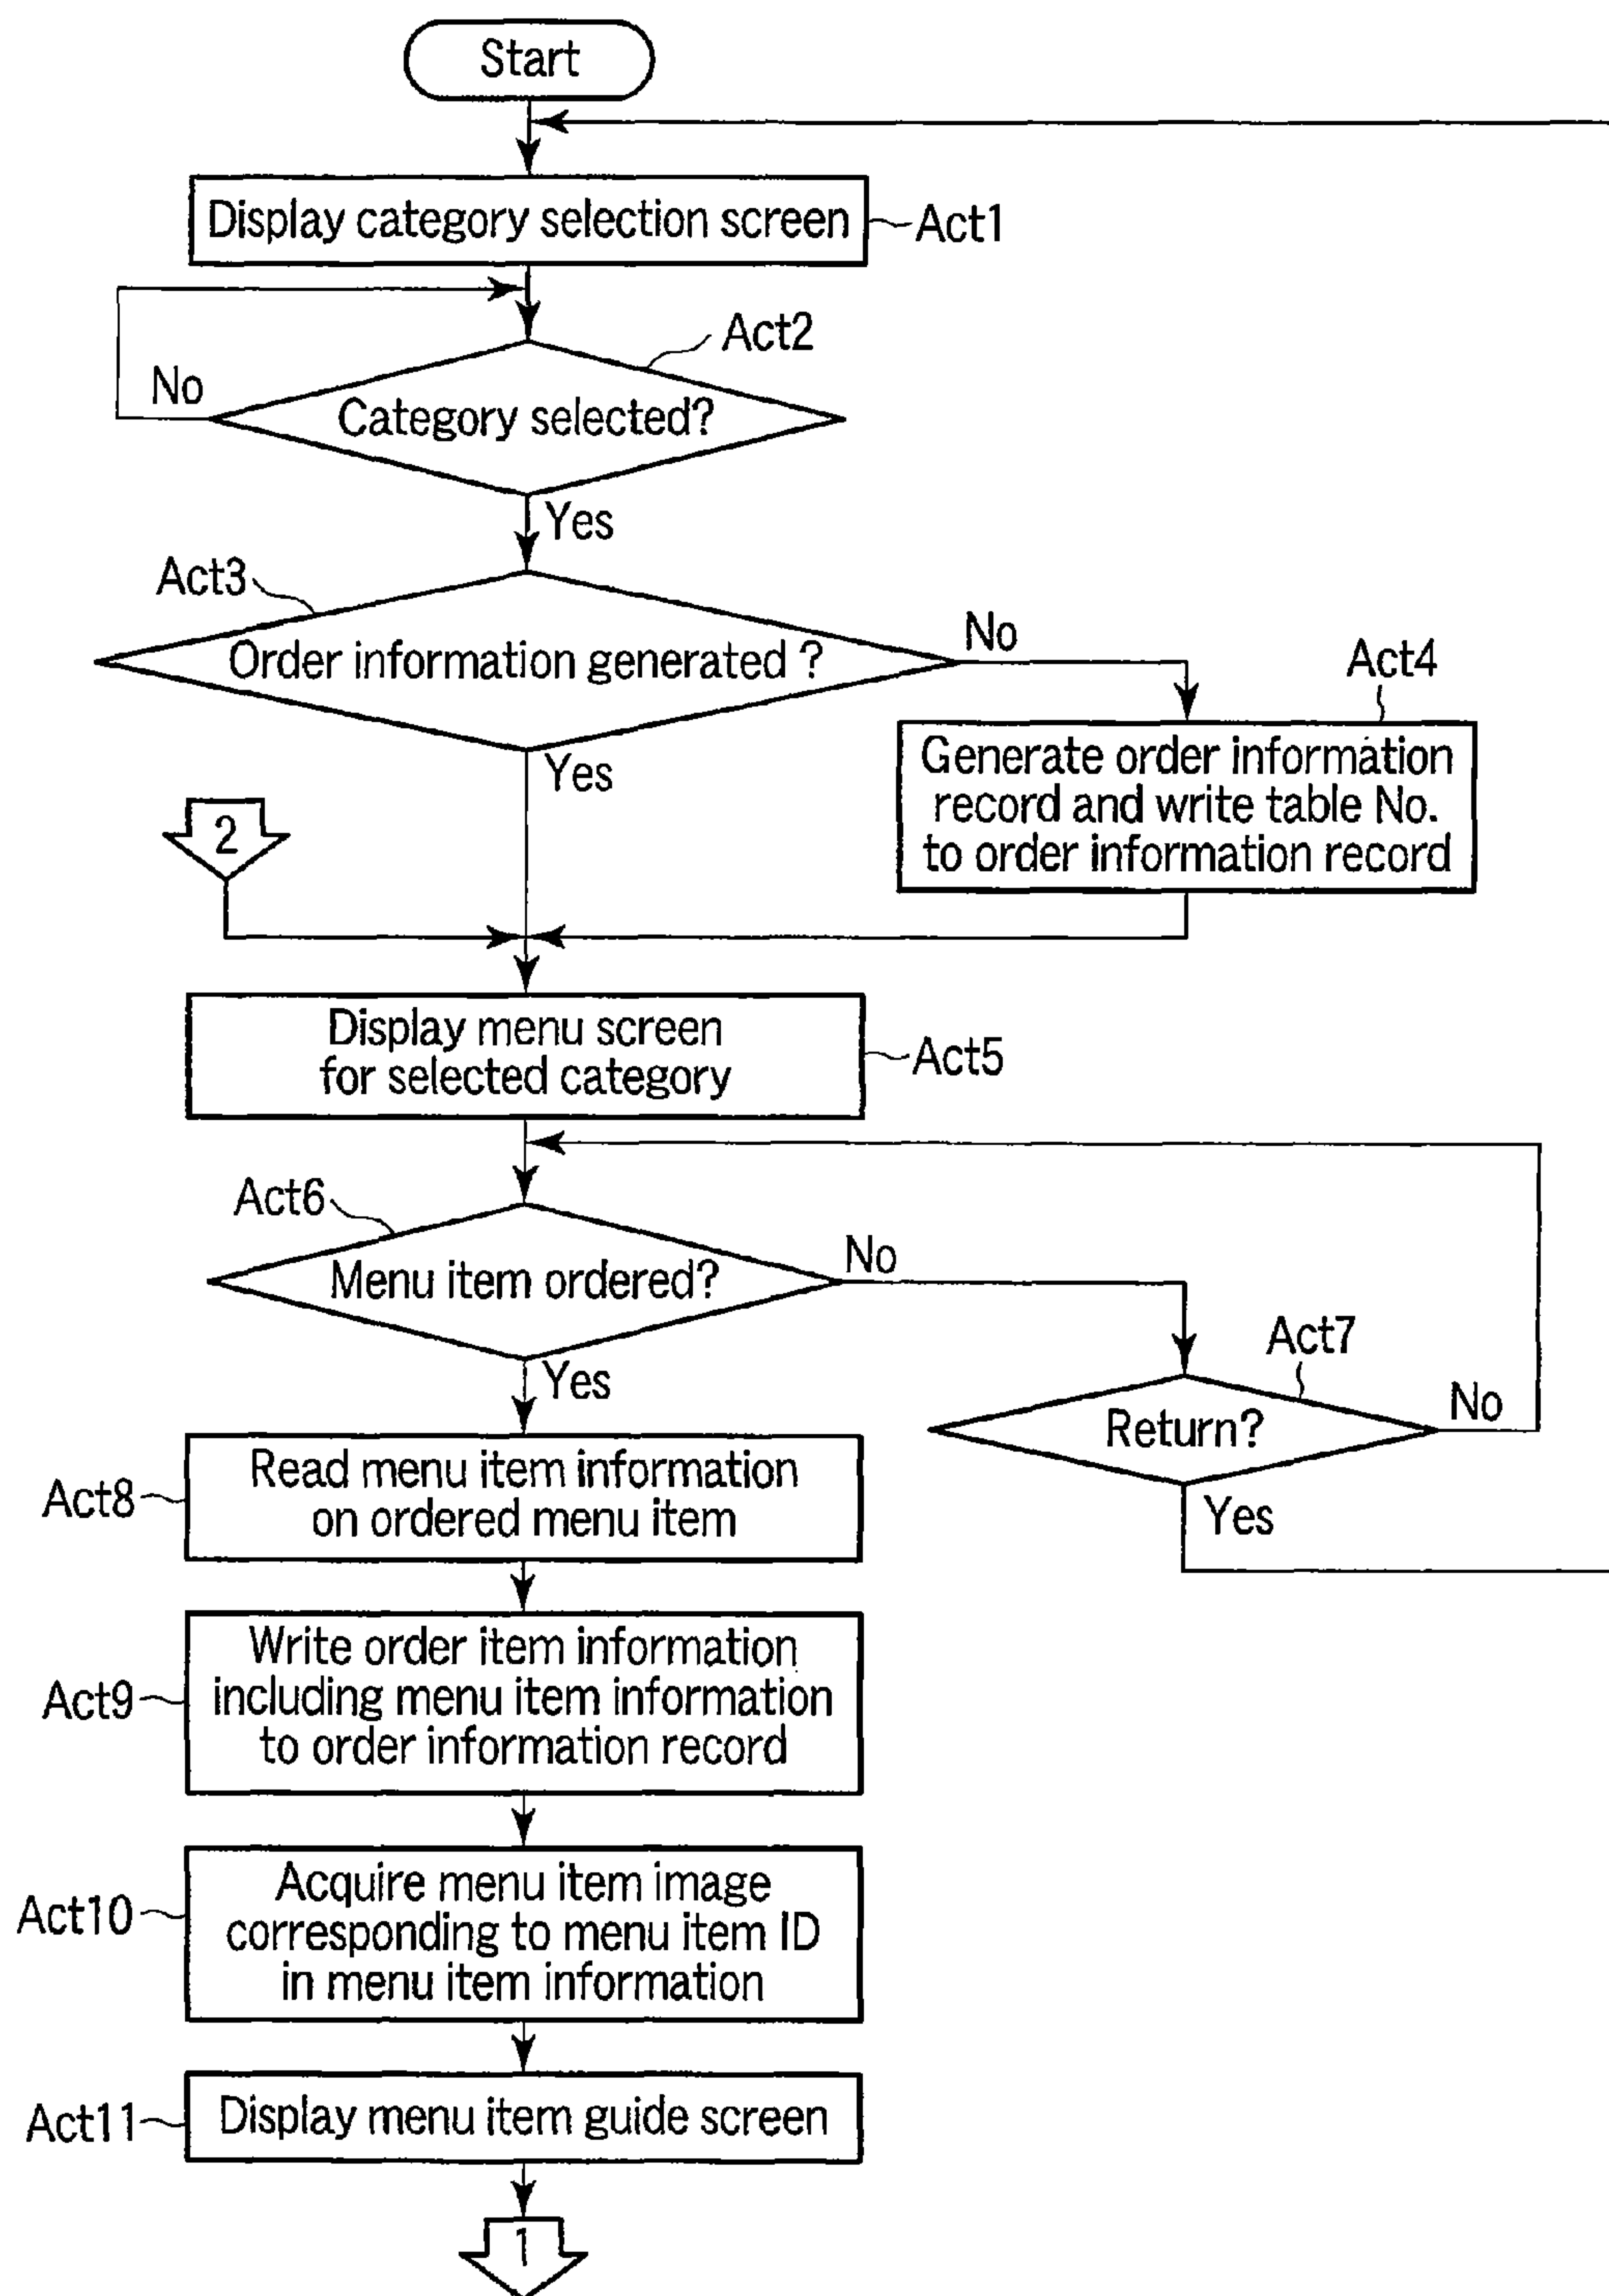 Start
Display category selection screen
Act1
Act2
No
Category selected?
Yes
Act3
No
Order information generated ?
Act4
Generate order information
record and write table No.
to order information record
Yes
2
Display menu screen
for selected category
Act5
Act6
No
Menu item ordered?
Act7
Yes
No
Return?
Read menu item information
on ordered menu item
Act8
Yes
Write order item information
including menu item information
to order information record
Act9
Acquire menu item image
corresponding to menu item ID
in menu item information
Act10
Act11
Display menu item guide screen
1